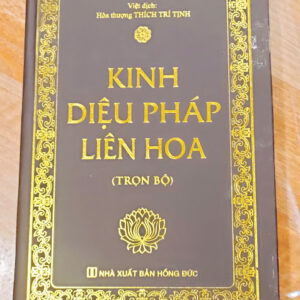 Việt dịch:
Hòa thượng THÍCH TRÍ TỊNH
KINH
DIỆU PHÁP
LIÊN HOA
(TRỌN BỘ)
NHÀ XUẤT BẢN HỒNG ĐỨC